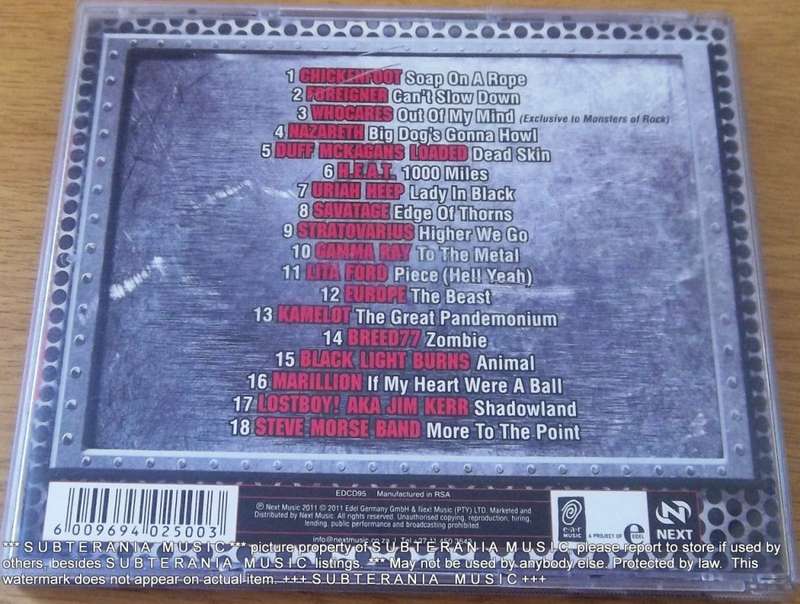 1 CHICKENFOOT Soap On A Rope
2 FOREIGNER Can't Slow Down
3 WHOCARES Out Of My Mind (Exclusive to Monsters of Rock)
4 NAZARETH Big Dog's Gonna Howl
5 DUFF MCKAGANS LOADED Dead Skin
6 H.E.A.T. 1000 Miles
7 URIAH HEEP Lady In Black
8 SAVATAGE Edge Of Thorns
9 STRATOVARIUS Higher We Go
10 GAMMA RAY To The Metal
11 LITA FORD Piece (Hell Yeah)
12 EUROPE The Beast
13 KAMELOT The Great Pandemonium
14 BREED77 Zombie
15 BLACK LIGHT BURNS Animal
16 MARILLION If My Heart Were A Ball
17 LOSTBOY! AKA JIM KERR Shadowland
18 STEVE MORSE BAND More To The Point
EDCD95 Manufactured in RSA
℗ Next Music 2011 © 2011 Edel Germany GmbH & Next Music (PTY) LTD. Marketed and
Distributed by Next Music. All rights reserved. Unauthorised copying, reproduction, hiring,
lending, public performance and broadcasting prohibited.
info@nextmusic.co.za
6 009694 025003
e·a·r
MUSIC
A PROJECT OF
e
EDEL
NEXT
*** S U B T E R A N I A M U S I C *** picture property of S U B T E R A N I A M U S I C, please report to store if used by
others, besides S U B T E R A N I A M U S I C listings. *** May not be used by anybody else. Protected by law. This
watermark does not appear on actual item. +++ S U B T E R A N I A M U S I C +++